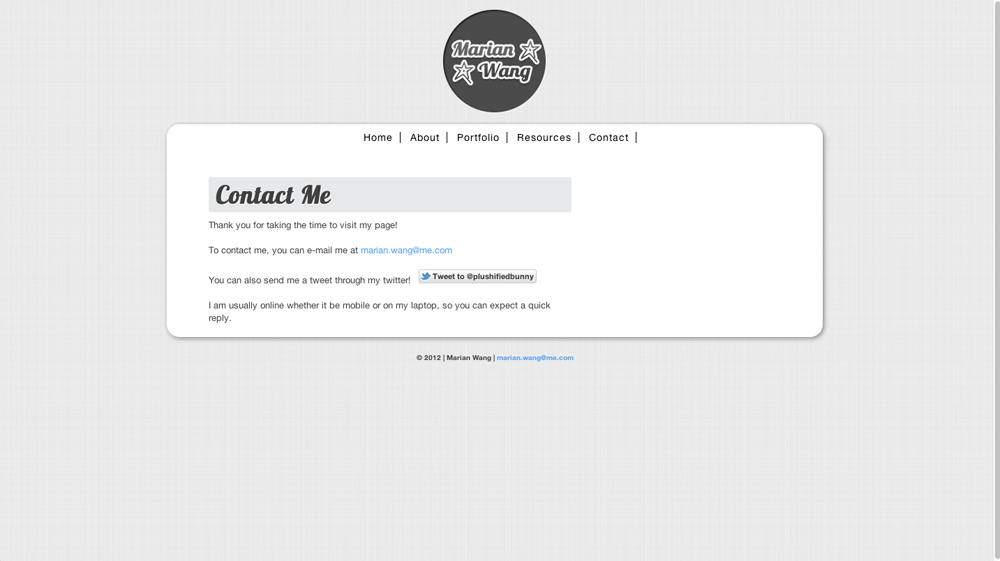 Marian
Wang
Home | About | Portfolio | Resources | Contact |
Contact Me
Thank you for taking the time to visit my page!
To contact me, you can e-mail me at marian.wang@me.com
You can also send me a tweet through my twitter! Tweet to @plushifiedbunny
I am usually online whether it be mobile or on my laptop, so you can expect a quick
reply.
© 2012 | Marian Wang | marian.wang@me.com